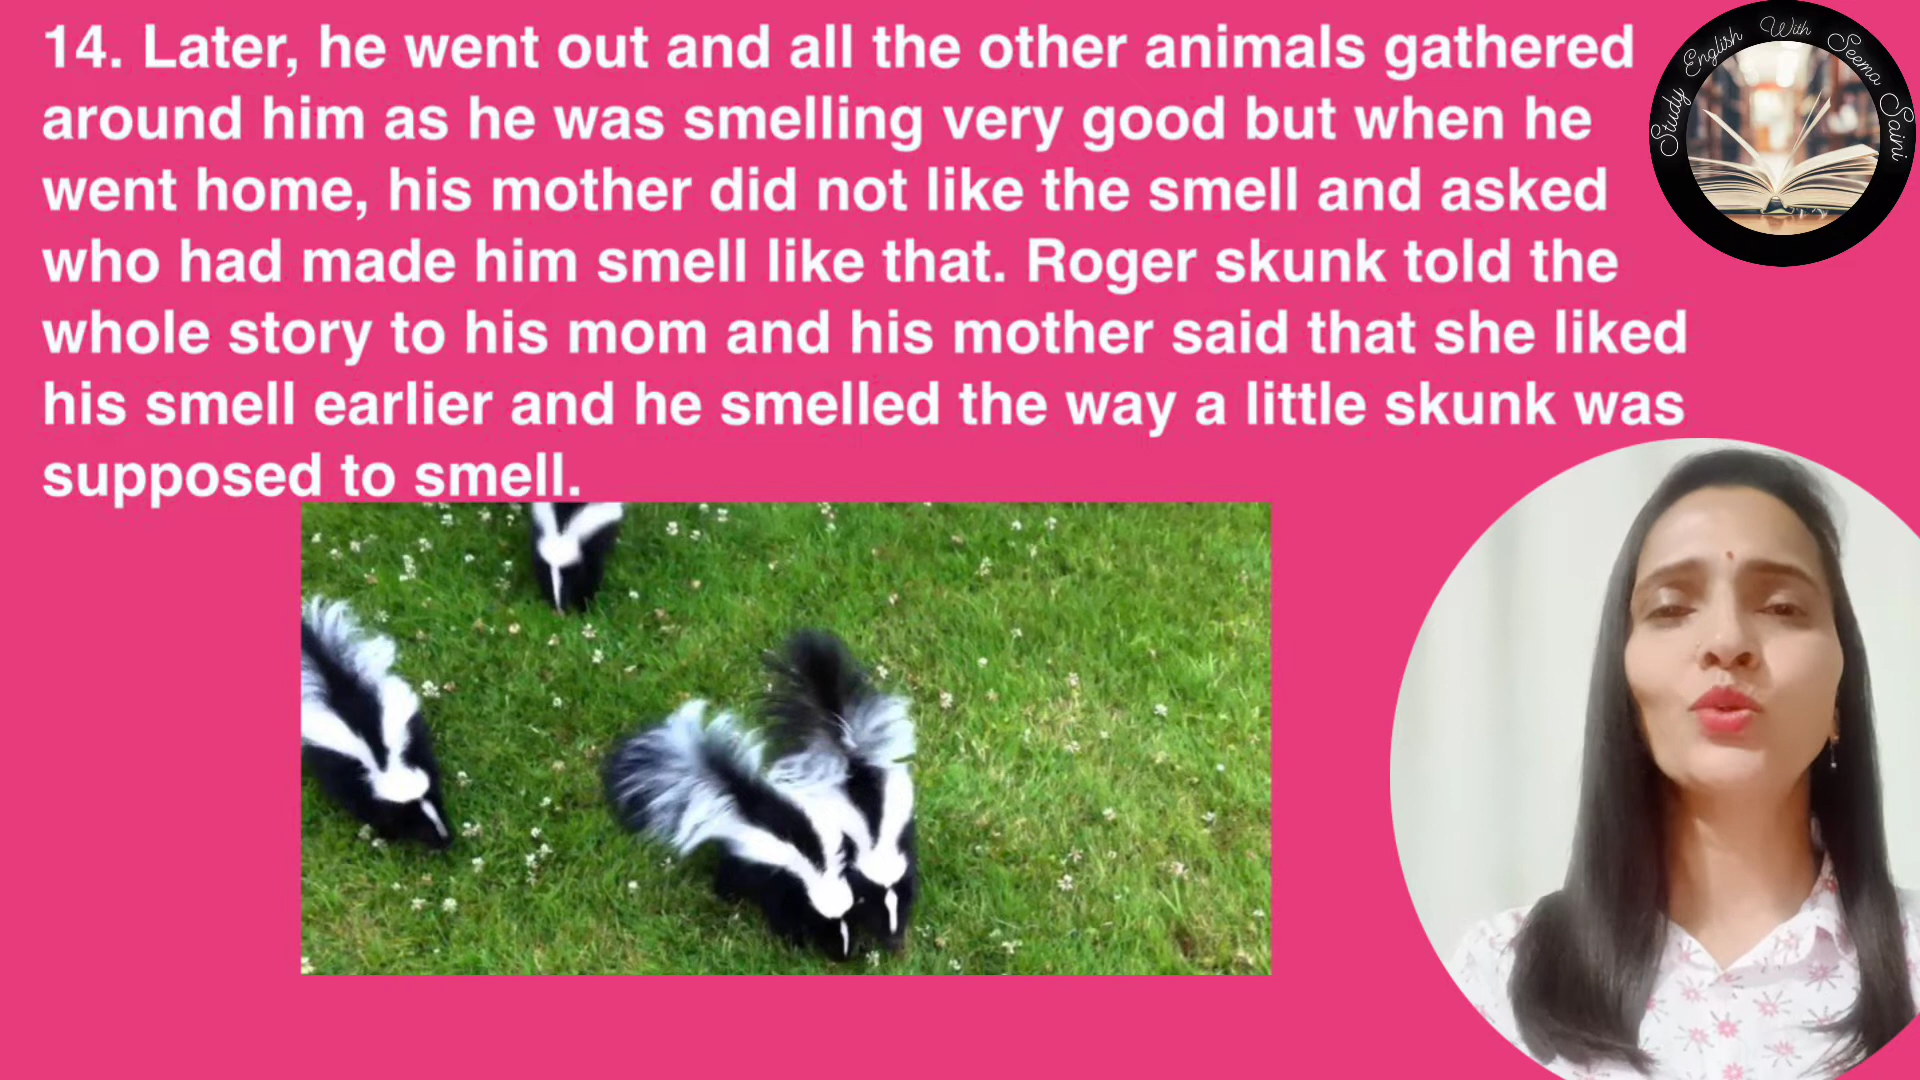 14. Later, he went out and all the other animals gathered
around him as he was smelling very good but when he
went home, his mother did not like the smell and asked
who had made him smell like that. Roger skunk told the
whole story to his mom and his mother said that she liked
his smell earlier and he smelled the way a little skunk was
supposed to smell.
Study English With Seema Saini